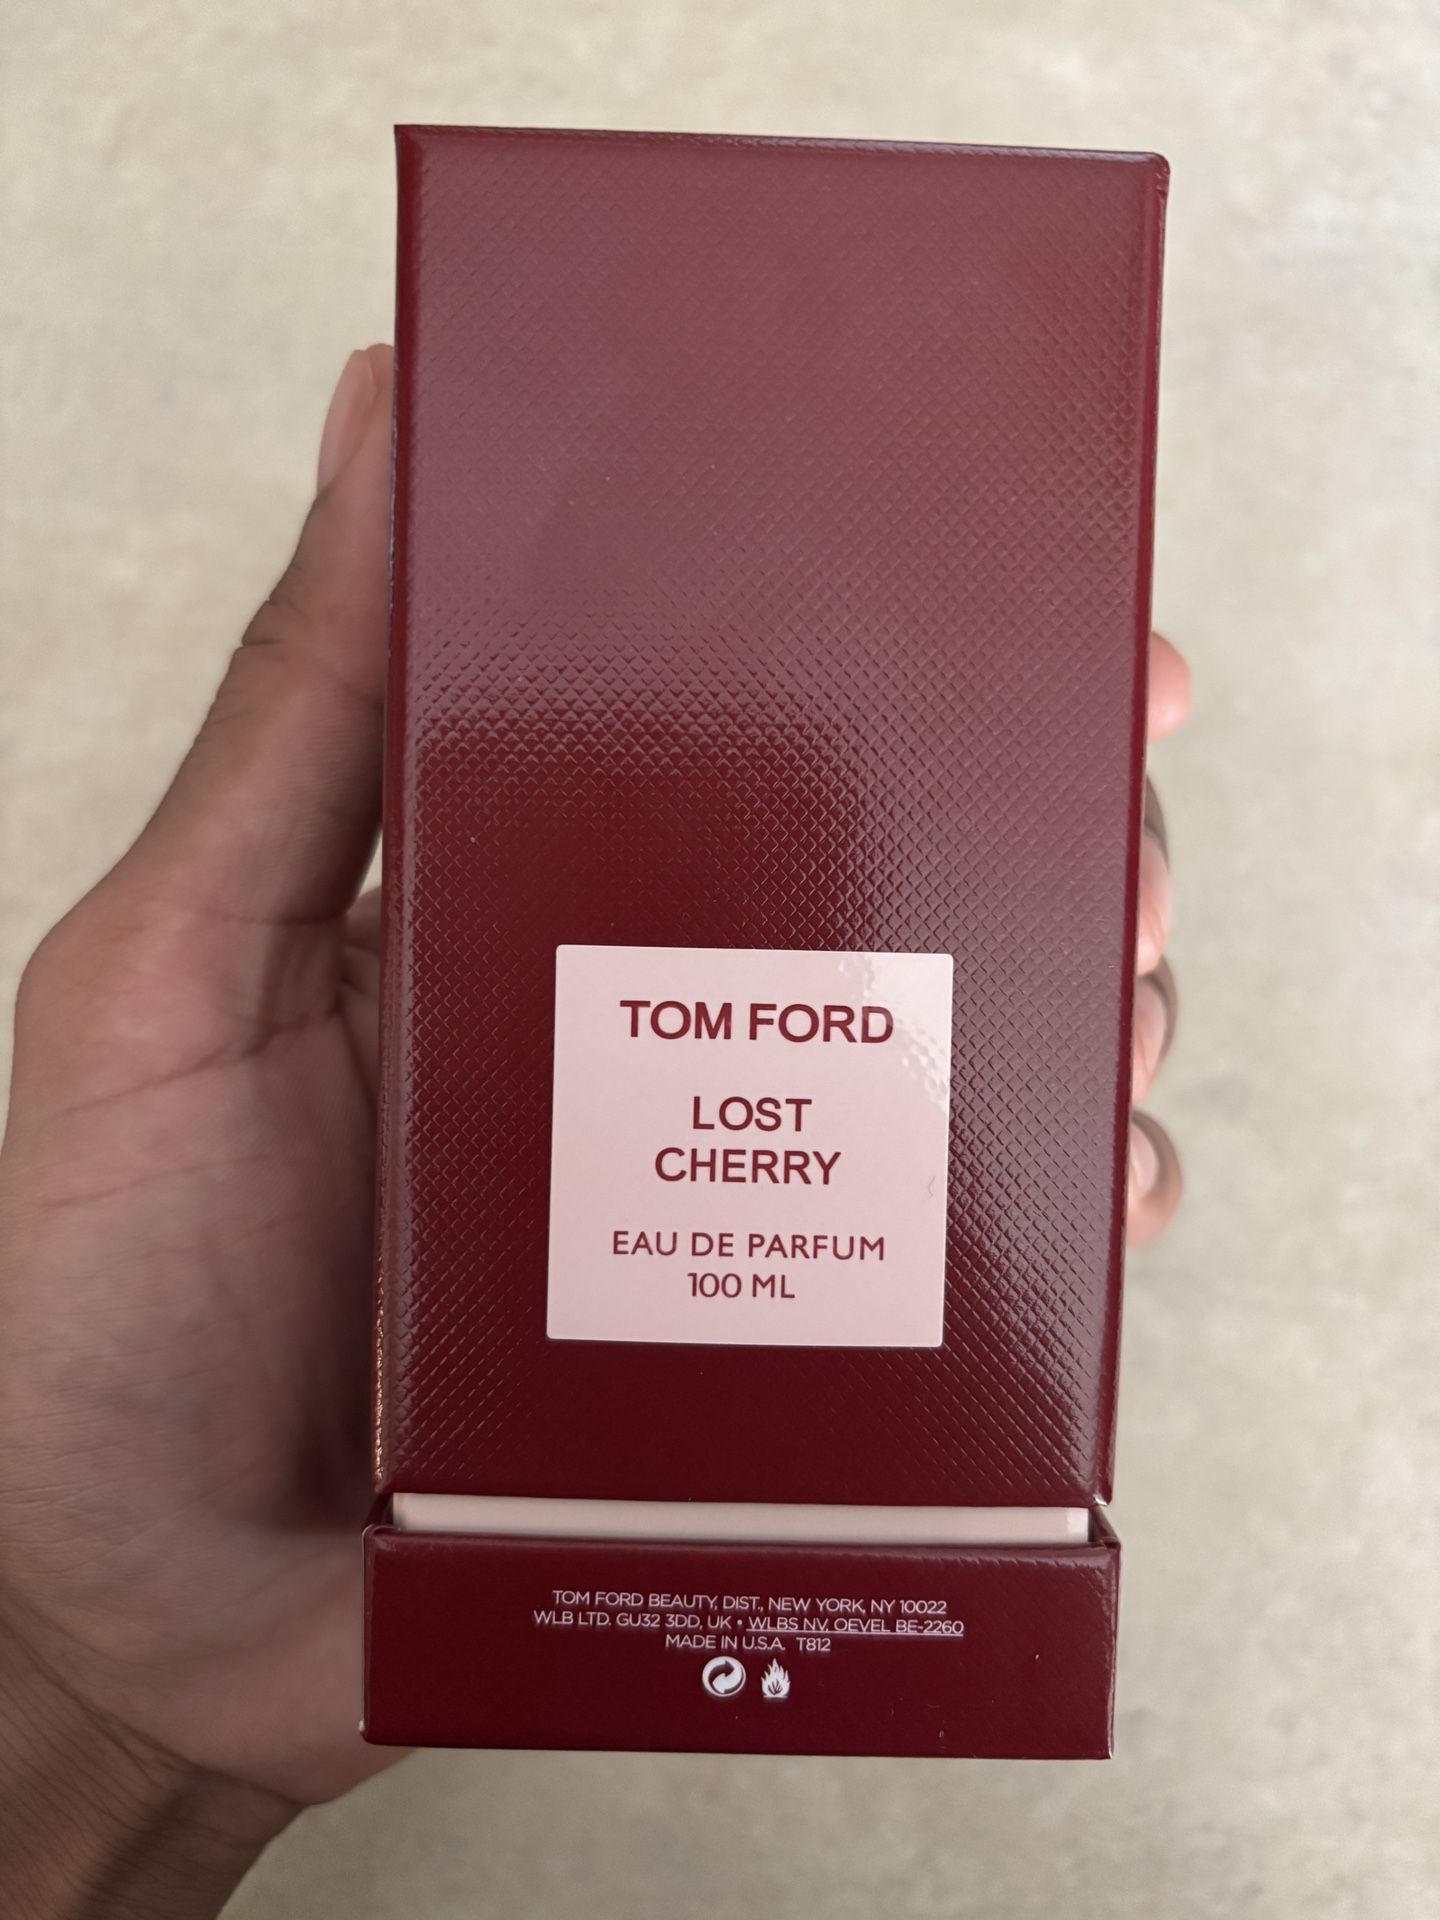 TOM FORD
LOST
CHERRY
EAU DE PARFUM
100 ML
TOM FORD BEAUTY, DIST., NEW YORK, NY 10022
WLB LTD. GU32 3DD, UK • WLBS NV, OEVEL BE-2260
MADE IN U.S.A. T812